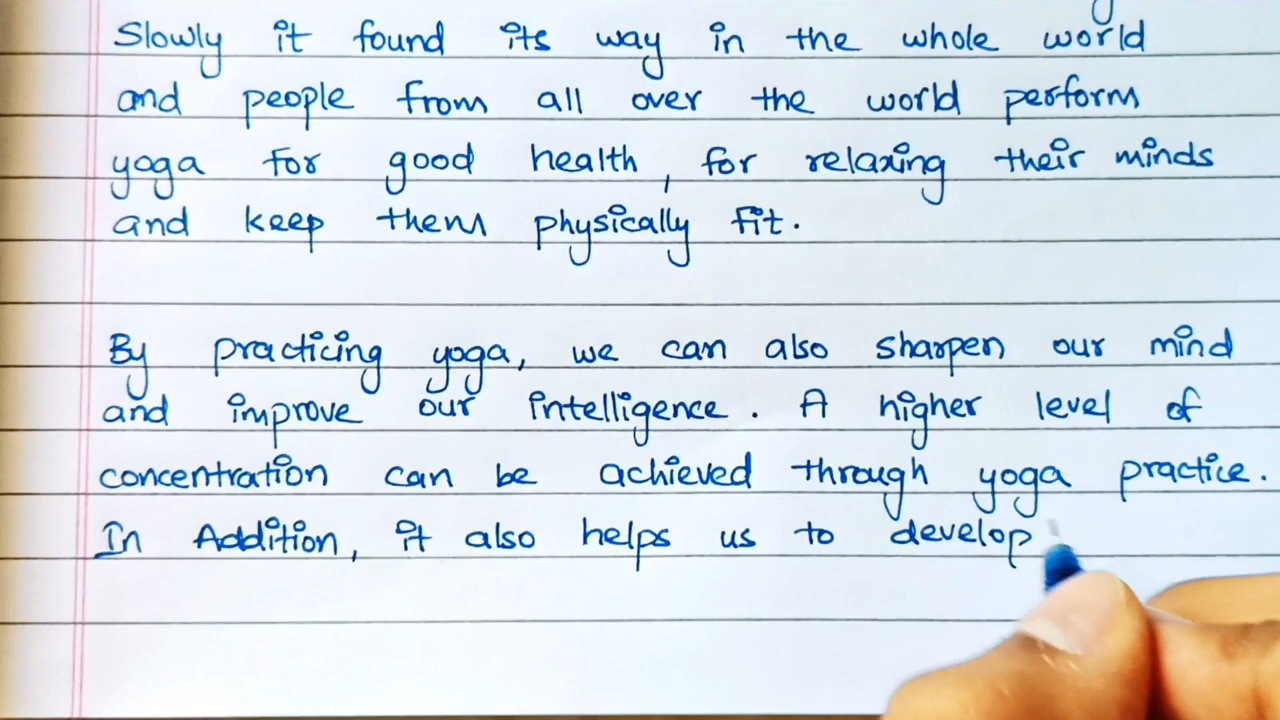 Slowly it found its way in the whole world
and people from all over the world perform
yoga for good health, for relaxing their minds
and keep them physically fit.
By practicing yoga, we can also sharpen our mind
and improve our intelligence. A higher level of
concentration can be achieved through yoga practice.
In Addition, it also helps us to develop